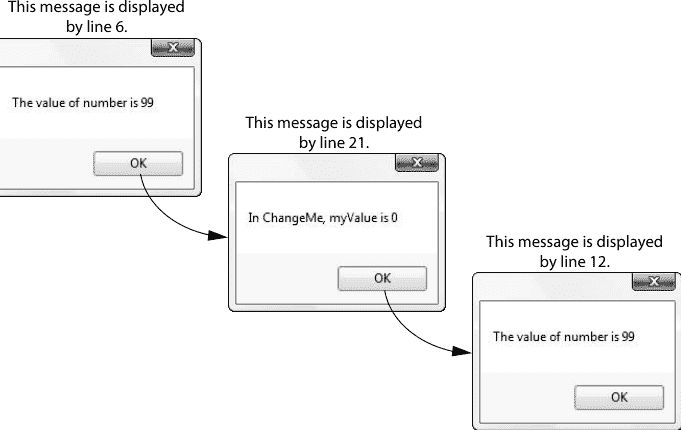 This message is displayed
by line 6.
The value of number is 99
OK
This message is displayed
by line 21.
In ChangeMe, myValue is 0
OK
This message is displayed
by line 12.
The value of number is 99
OK